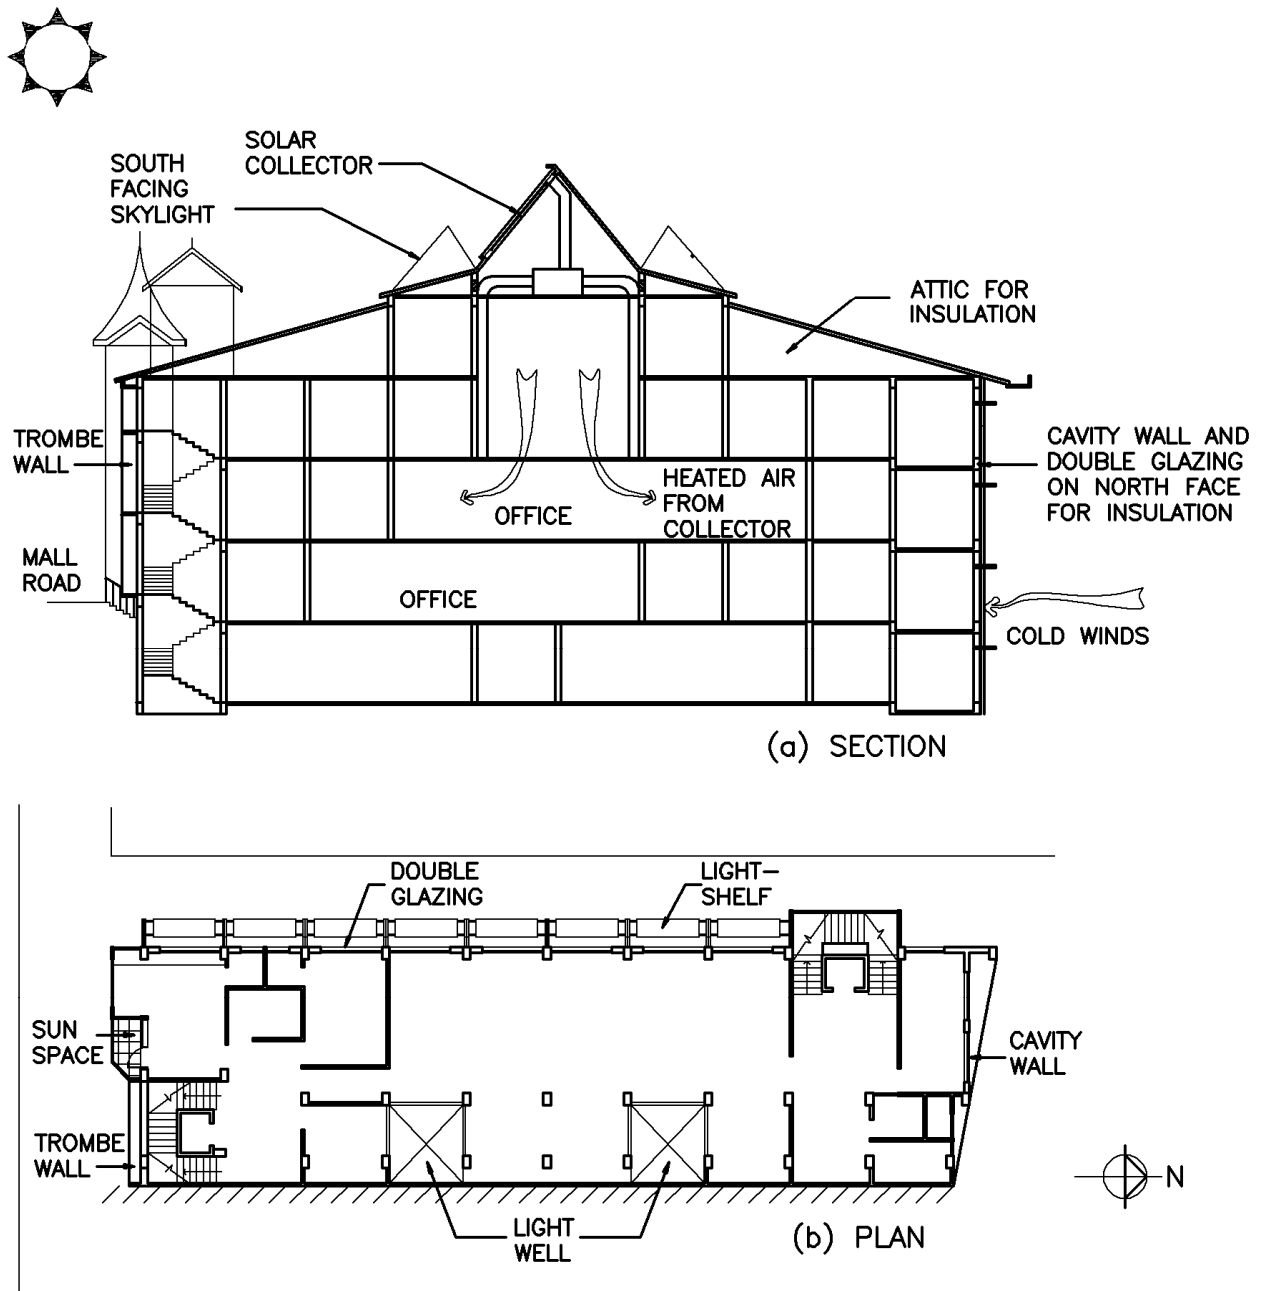 SOLAR
COLLECTOR
SOUTH
FACING
SKYLIGHT
ATTIC FOR
INSULATION
TROMBE
WALL
CAVITY WALL AND
DOUBLE GLAZING
ON NORTH FACE
FOR INSULATION
HEATED AIR
FROM
COLLECTOR
OFFICE
MALL
ROAD
OFFICE
COLD WINDS
(a) SECTION
DOUBLE
GLAZING
LIGHT-
SHELF
SUN
SPACE
CAVITY
WALL
TROMBE
WALL
N
LIGHT
WELL
(b) PLAN